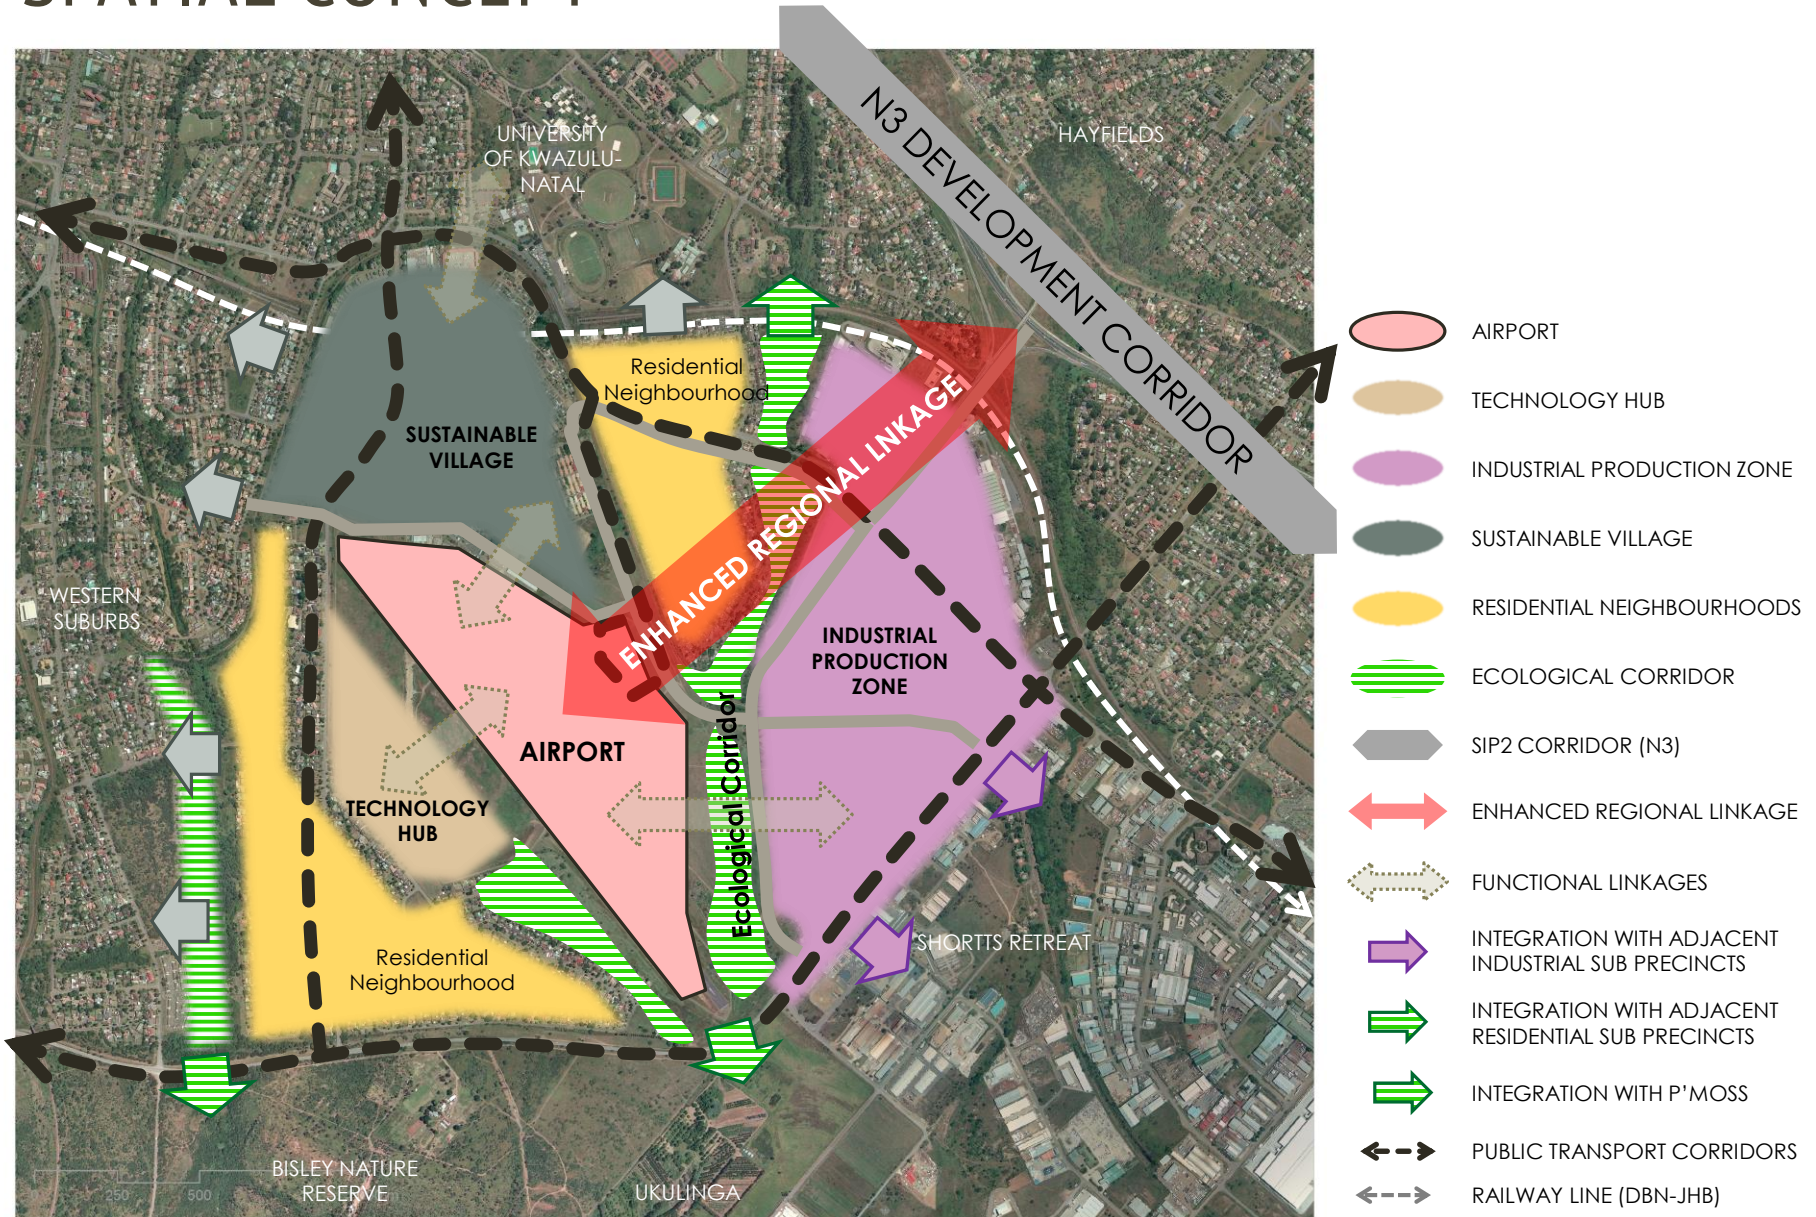 SPATIAL CONCEPT
N3 DEVELOPMENT CORRIDOR
UNIVERSITY
OF KWAZULU-
NATAL
HAYFIELDS
Residential
Neighbourhood
SUSTAINABLE
VILLAGE
ENHANCED REGIONAL LNKAGE
WESTERN
SUBURBS
INDUSTRIAL
PRODUCTION
ZONE
AIRPORT
TECHNOLOGY
HUB
Ecological Corridor
Residential
Neighbourhood
SHORTTS RETREAT
BISLEY NATURE
RESERVE
UKULINGA
0 250 500
AIRPORT
TECHNOLOGY HUB
INDUSTRIAL PRODUCTION ZONE
SUSTAINABLE VILLAGE
RESIDENTIAL NEIGHBOURHOODS
ECOLOGICAL CORRIDOR
SIP2 CORRIDOR (N3)
ENHANCED REGIONAL LINKAGE
FUNCTIONAL LINKAGES
INTEGRATION WITH ADJACENT
INDUSTRIAL SUB PRECINCTS
INTEGRATION WITH ADJACENT
RESIDENTIAL SUB PRECINCTS
INTEGRATION WITH P'MOSS
PUBLIC TRANSPORT CORRIDORS
RAILWAY LINE (DBN-JHB)